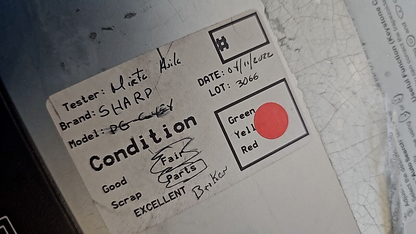 Tester: Mirta
Brand: SHARP
Model:
DATE: 04/11/2022
LOT: 3066
Condition
Good Fair
Scrap Parts
EXCELLENT Broken
Green
Yell
Red